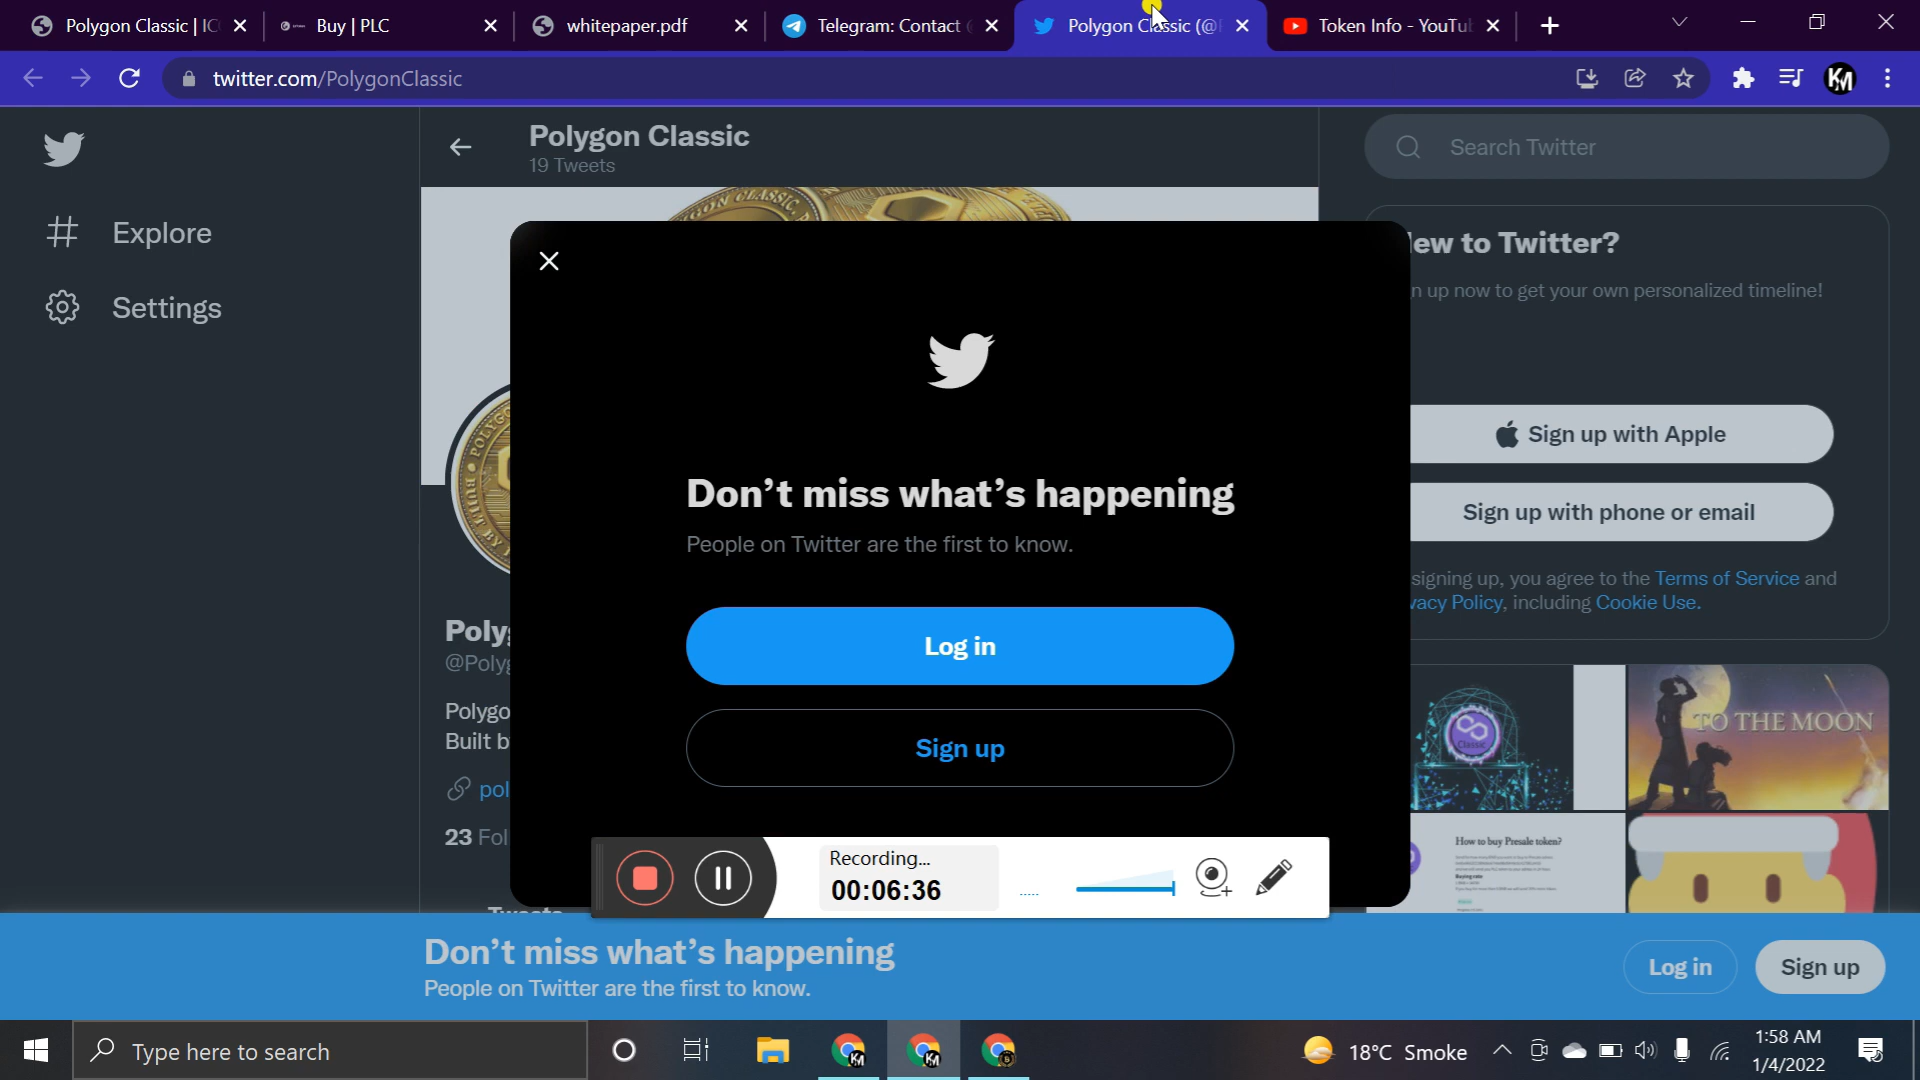 Polygon Classic | IC
Buy | PLC
whitepaper.pdf
Telegram: Contact
Polygon Classic (@
Token Info - YouTu
twitter.com/PolygonClassic
KM
Polygon Classic
19 Tweets
Search Twitter
Explore
Settings
ew to Twitter?
n up now to get your own personalized timeline!
Sign up with Apple
Sign up with phone or email
signing up, you agree to the Terms of Service and
vacy Policy, including Cookie Use.
Don’t miss what’s happening
People on Twitter are the first to know.
Log in
Sign up
Poly
@Poly
Polygo
Built b
pol
23 Fol
TO THE MOON
Classic
How to buy Presale token?
Buying rate
Recording...
00:06:36
Tweets
Don’t miss what’s happening
People on Twitter are the first to know.
Log in
Sign up
Type here to search
18°C Smoke
1:58 AM
1/4/2022